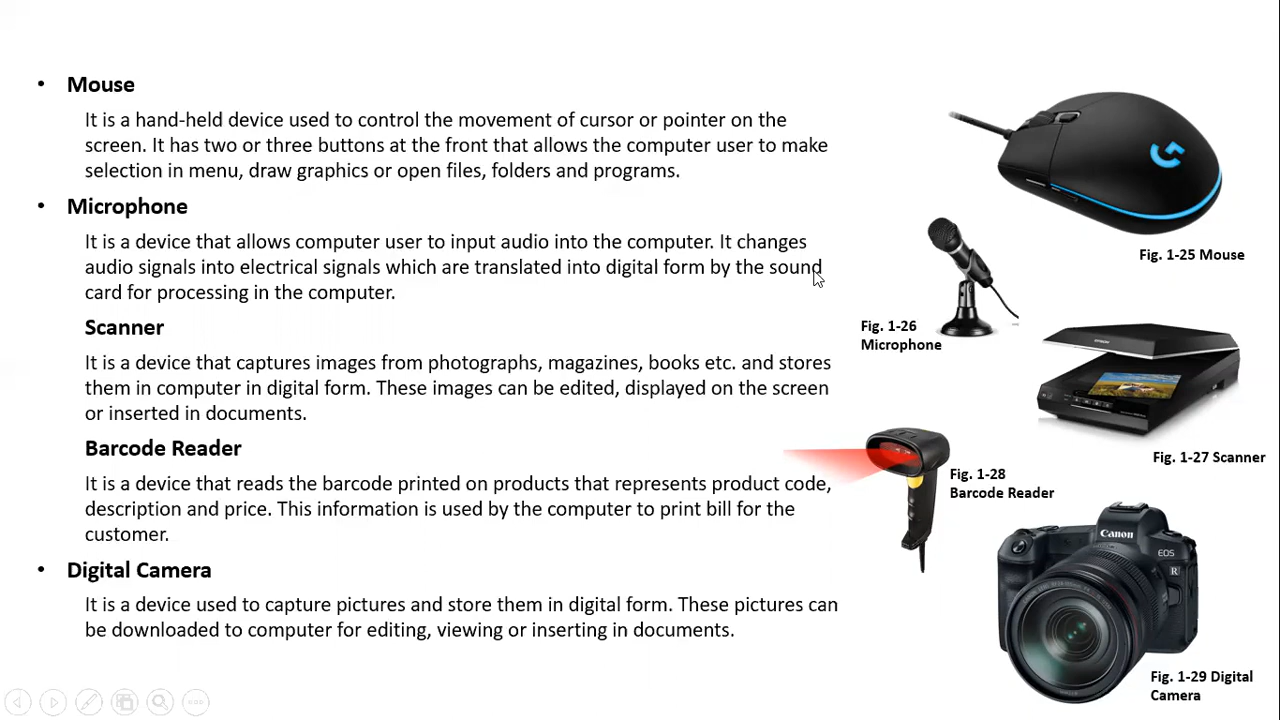 • Mouse
It is a hand-held device used to control the movement of cursor or pointer on the
screen. It has two or three buttons at the front that allows the computer user to make
selection in menu, draw graphics or open files, folders and programs.
• Microphone
It is a device that allows computer user to input audio into the computer. It changes
audio signals into electrical signals which are translated into digital form by the sound
card for processing in the computer.
Scanner
It is a device that captures images from photographs, magazines, books etc. and stores
them in computer in digital form. These images can be edited, displayed on the screen
or inserted in documents.
Barcode Reader
It is a device that reads the barcode printed on products that represents product code,
description and price. This information is used by the computer to print bill for the
customer.
• Digital Camera
It is a device used to capture pictures and store them in digital form. These pictures can
be downloaded to computer for editing, viewing or inserting in documents.
Fig. 1-25 Mouse
Fig. 1-26
Microphone
Fig. 1-27 Scanner
Fig. 1-28
Barcode Reader
Canon
EOS
R
Fig. 1-29 Digital
Camera